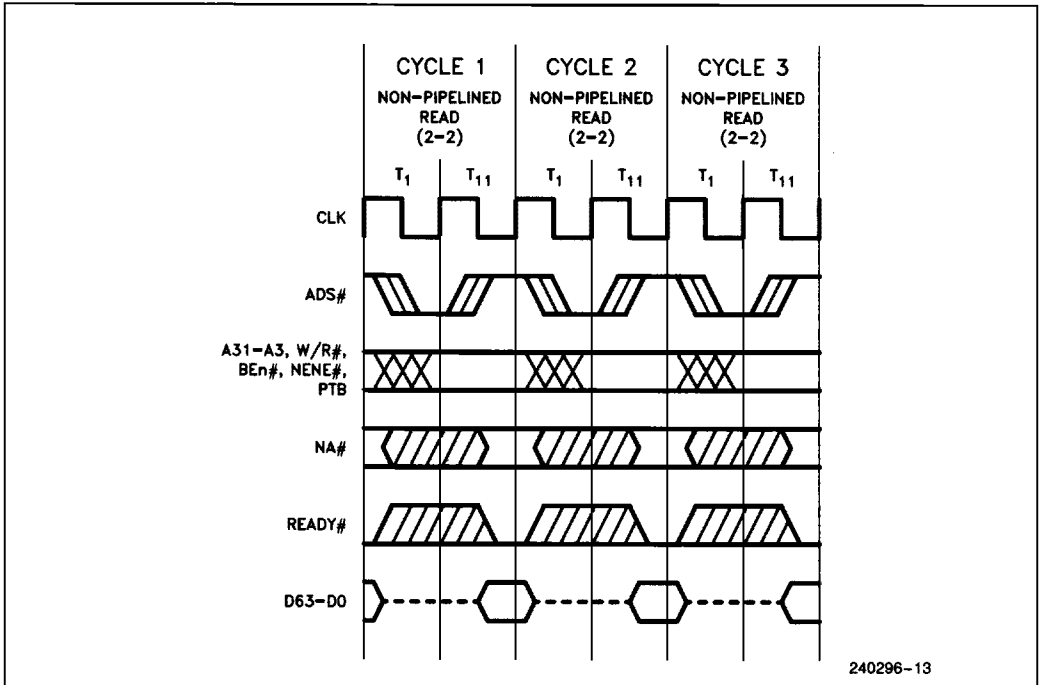 CYCLE 1 CYCLE 2 CYCLE 3
NON-PIPELINED NON-PIPELINED NON-PIPELINED
READ READ READ
(2-2) (2-2) (2-2)
T1 T11 T1 T11 T1 T11
CLK
ADS#
A31-A3, W/R#,
BEn#, NENE#,
PTB
NA#
READY#
D63-D0
240296-13